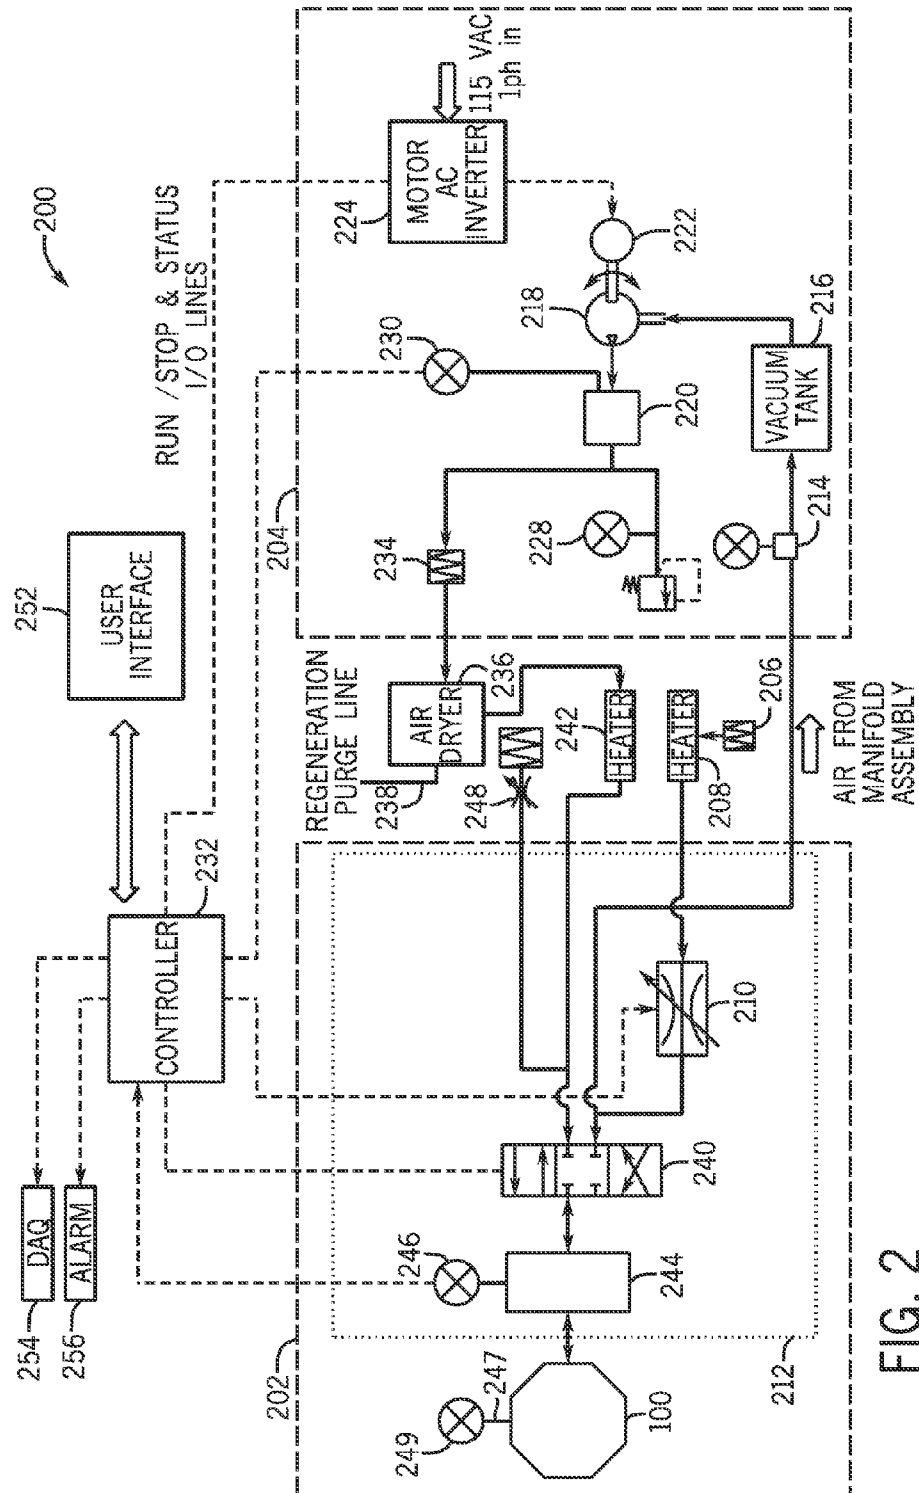 200
RUN / STOP & STATUS
I/O LINES
252
USER
INTERFACE
254
DAQ
256
ALARM
CONTROLLER
232
204
224
MOTOR
AC
INVERTER
115 VAC
1ph in
230
218
222
234
220
228
VACUUM
TANK
216
214
REGENERATION
PURGE LINE
238
AIR
DRYER
236
248
HEATER
242
HEATER
208
206
AIR FROM
MANIFOLD
ASSEMBLY
202
246
249
247
100
244
240
210
212
FIG. 2